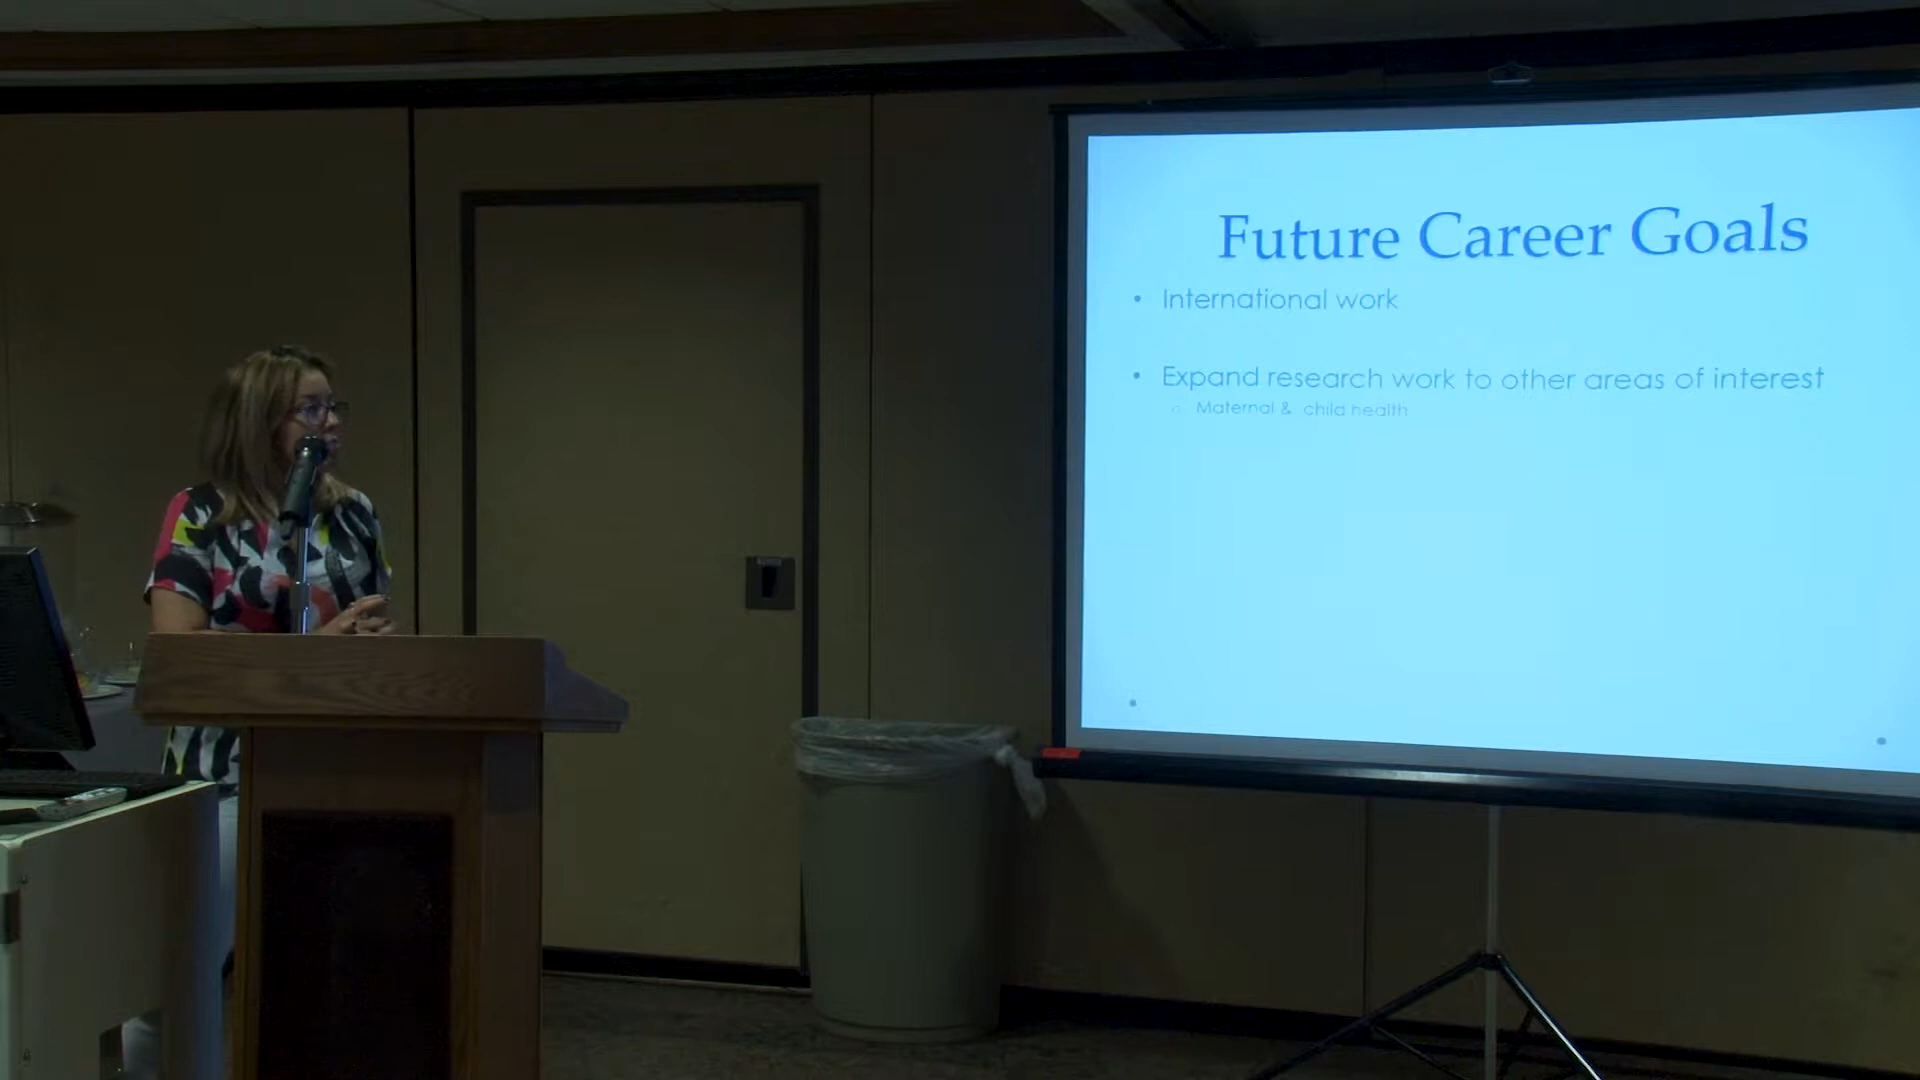 Future Career Goals
• International work
• Expand research work to other areas of interest
o Maternal & child health